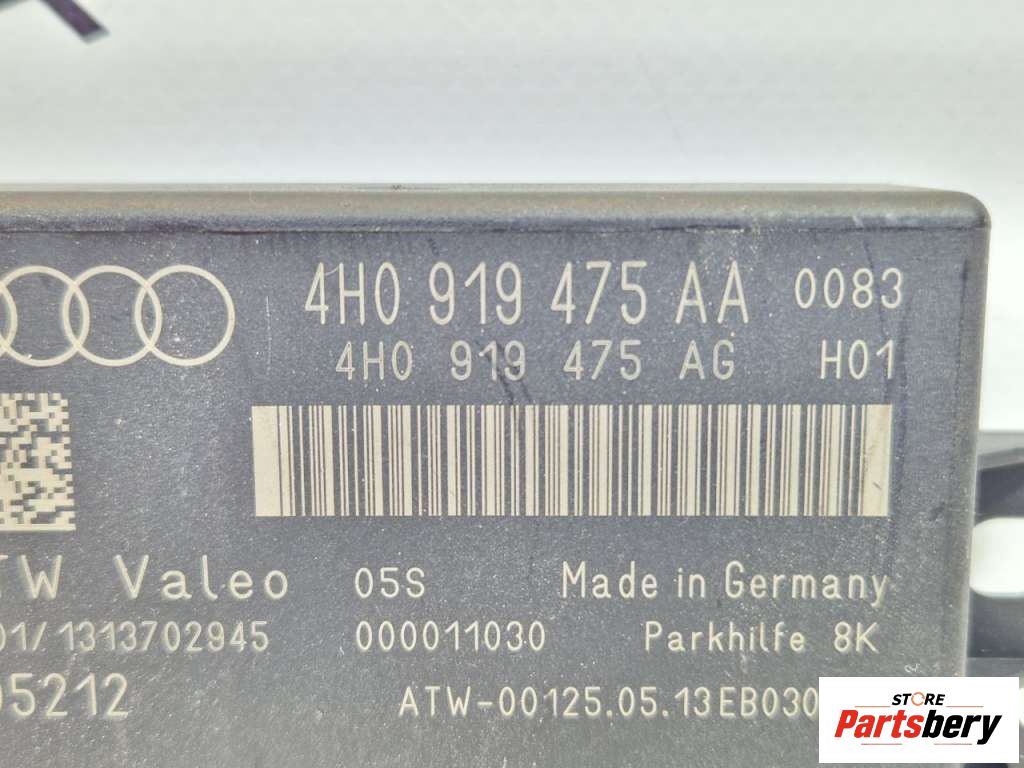 4H0 919 475 AA 0083
4H0 919 475 AG H01
Valeo 05S Made in Germany
01/1313702945 000011030 Parkhilfe 8K
05212 ATW-00125.05.13EB030
STORE
Partsbery